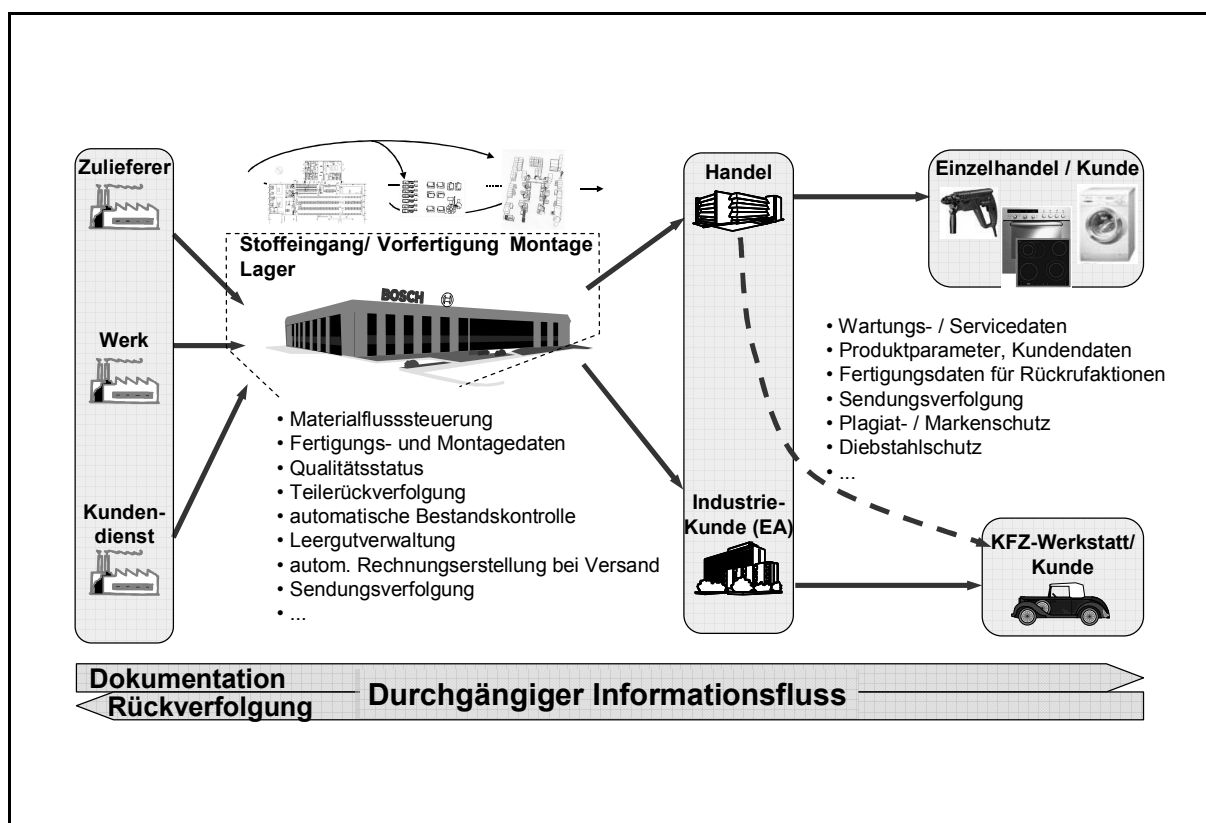 Zulieferer
Werk
Kunden-
dienst
Stoffeingang/ Vorfertigung Montage
Lager
BOSCH
• Materialflusssteuerung
• Fertigungs- und Montagedaten
• Qualitätsstatus
• Teilerückverfolgung
• automatische Bestandskontrolle
• Leergutverwaltung
• autom. Rechnungserstellung bei Versand
• Sendungsverfolgung
• ...
Handel
Industrie-
Kunde (EA)
Einzelhandel / Kunde
• Wartungs- / Servicedaten
• Produktparameter, Kundendaten
• Fertigungsdaten für Rückrufaktionen
• Sendungsverfolgung
• Plagiat- / Markenschutz
• Diebstahlschutz
• ...
KFZ-Werkstatt/
Kunde
Dokumentation
Durchgängiger Informationsfluss
Rückverfolgung